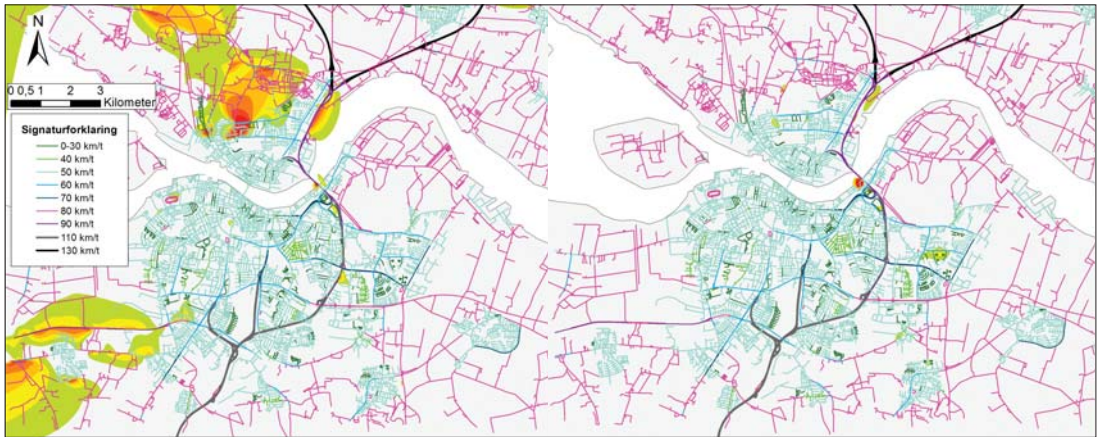 N
0 0,5 1 2 3
Kilometer
Signaturforklaring
0-30 km/t
40 km/t
50 km/t
60 km/t
70 km/t
80 km/t
90 km/t
110 km/t
130 km/t